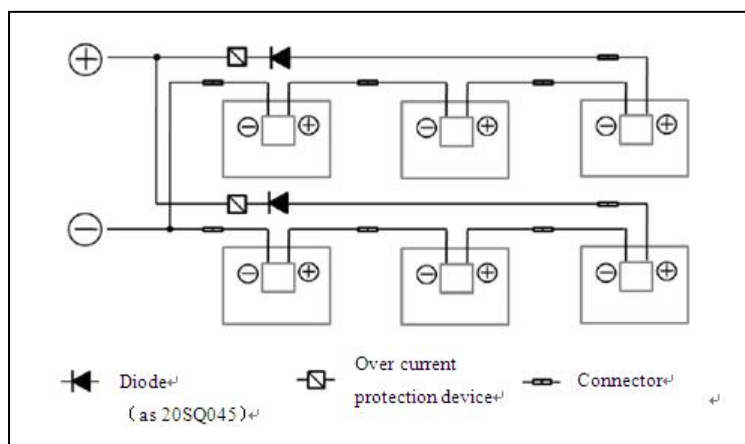 Diode
（as 20SQ045）
Over current
protection device
Connector